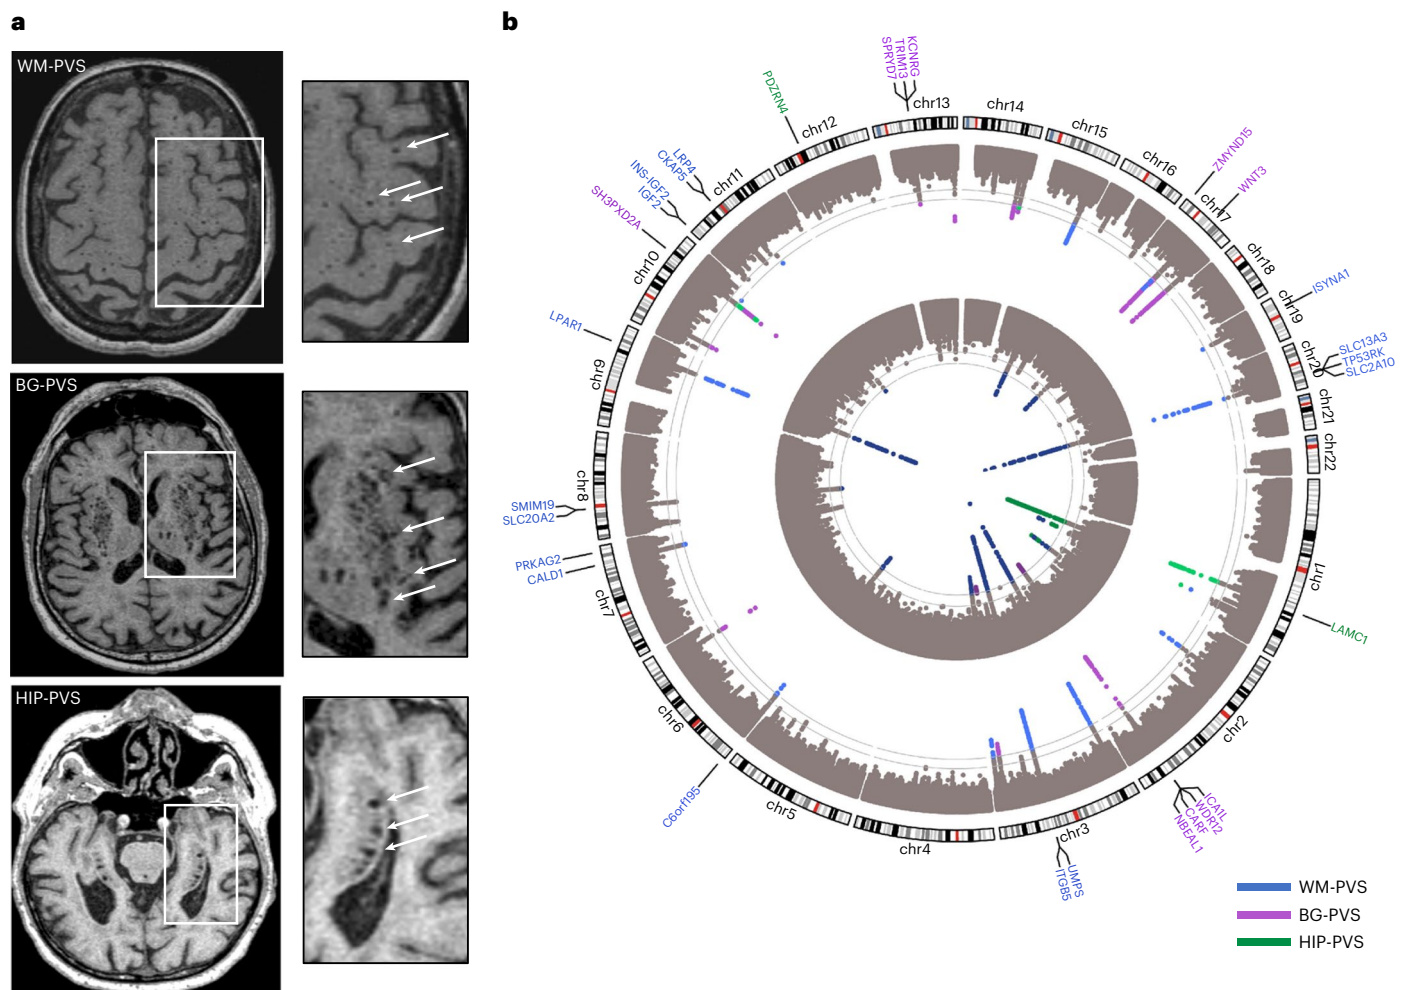 a
WM-PVS
BG-PVS
HIP-PVS
b
SPRYD7
TRIM13
KCNRG
PDZRN4
LRP4
CKAP5
INS-IGF2
IGF2
SH3PXD2A
LPAR1
SMIM19
SLC20A2
PRKAG2
CALD1
C6orf195
ITGB5
UMPS
NBEAL1
CARF
WDR12
ICA1L
LAMC1
SLC13A3
TP53RK
SLC2A10
ISYNA1
WNT3
ZMYND15
chr1
chr2
chr3
chr4
chr5
chr6
chr7
chr8
chr9
chr10
chr11
chr12
chr13
chr14
chr15
chr16
chr17
chr18
chr19
chr20
chr21
chr22
WM-PVS
BG-PVS
HIP-PVS